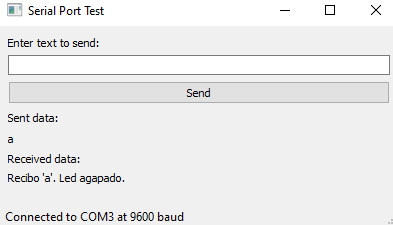 Serial Port Test
Enter text to send:
Send
Sent data:
a
Received data:
Recibo 'a'. Led agapado.
Connected to COM3 at 9600 baud